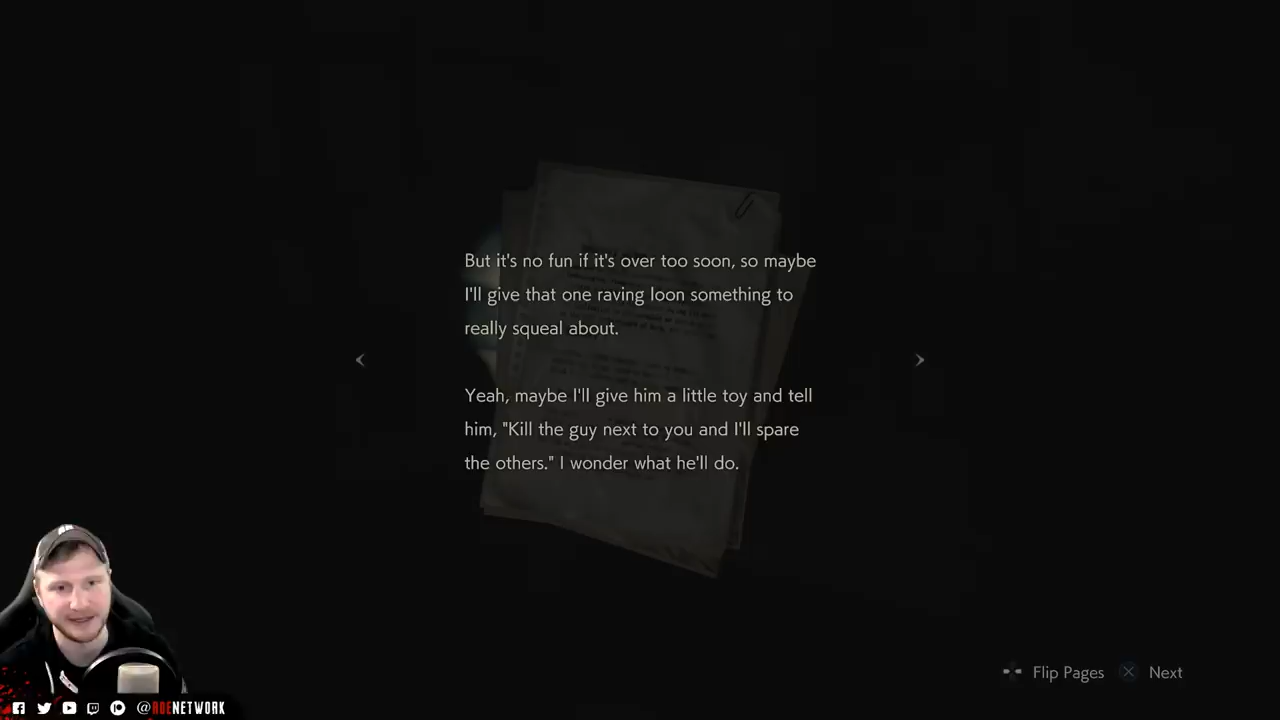 But it's no fun if it's over too soon, so maybe
I'll give that one raving loon something to
really squeal about.
Yeah, maybe I'll give him a little toy and tell
him, "Kill the guy next to you and I'll spare
the others." I wonder what he'll do.
Flip Pages Next
@AOENETWORK